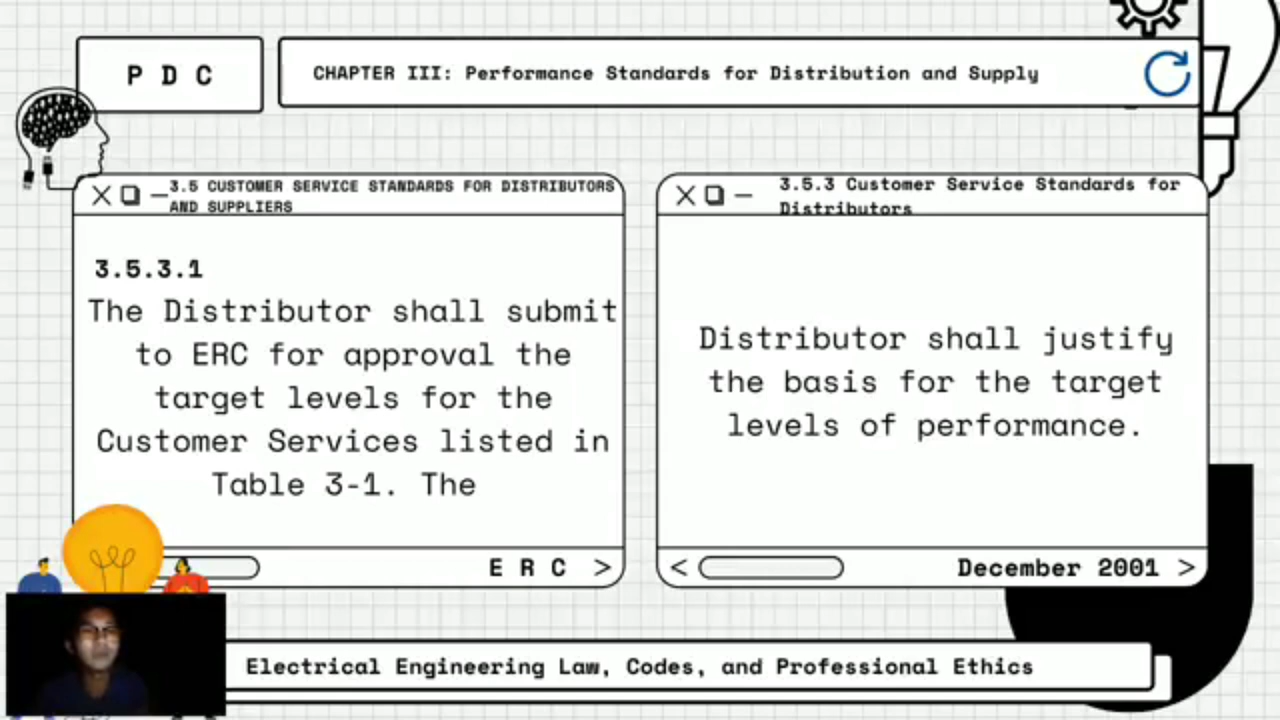 P D C
CHAPTER III: Performance Standards for Distribution and Supply
3.5 CUSTOMER SERVICE STANDARDS FOR DISTRIBUTORS
AND SUPPLIERS
3.5.3.1
The Distributor shall submit
to ERC for approval the
target levels for the
Customer Services listed in
Table 3-1. The
E R C >
3.5.3 Customer Service Standards for
Distributors
Distributor shall justify
the basis for the target
levels of performance.
< December 2001 >
Electrical Engineering Law, Codes, and Professional Ethics